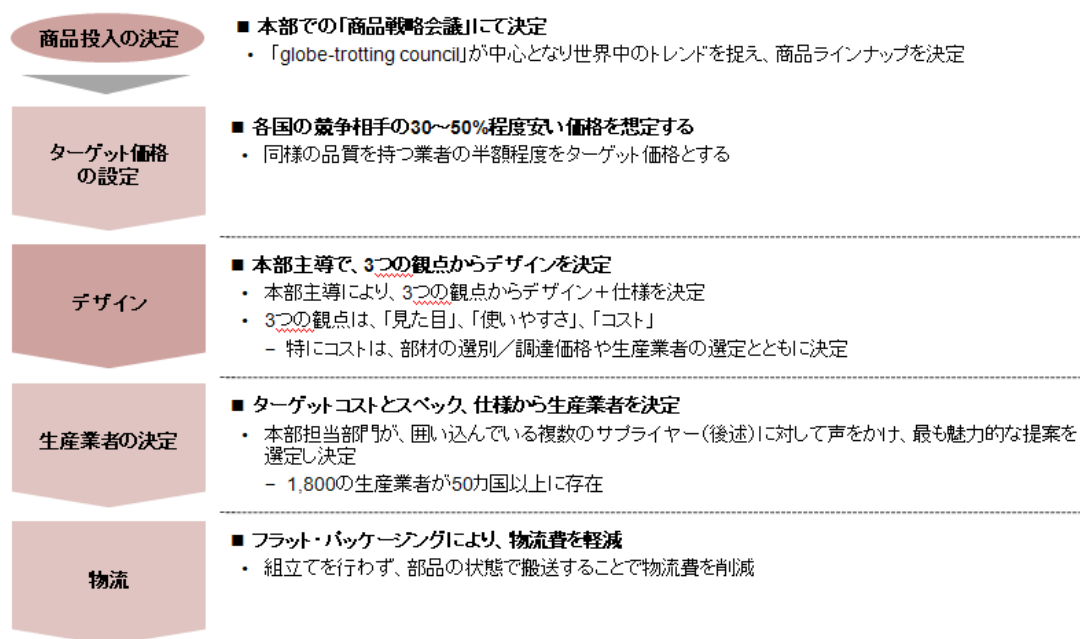 商品投入の決定
■ 本部での「商品戦略会議」にて決定
・ 「globe-trotting council」が中心となり世界中のトレンドを捉え、商品ラインナップを決定
ターゲット価格
の設定
■ 各国の競争相手の30～50%程度安い価格を想定する
・ 同様の品質を持つ業者の半額程度をターゲット価格とする
デザイン
■ 本部主導で、3つの観点からデザインを決定
・ 本部主導により、3つの観点からデザイン＋仕様を決定
・ 3つの観点は、「見た目」、「使いやすさ」、「コスト」
− 特にコストは、部材の選別／調達価格や生産業者の選定とともに決定
生産業者の決定
■ ターゲットコストとスペック、仕様から生産業者を決定
・ 本部担当部門が、囲い込んでいる複数のサプライヤー（後述）に対して声をかけ、最も魅力的な提案を
選定し決定
− 1,800の生産業者が50カ国以上に存在
物流
■ フラット・パッケージングにより、物流費を軽減
・ 組立てを行わず、部品の状態で搬送することで物流費を削減